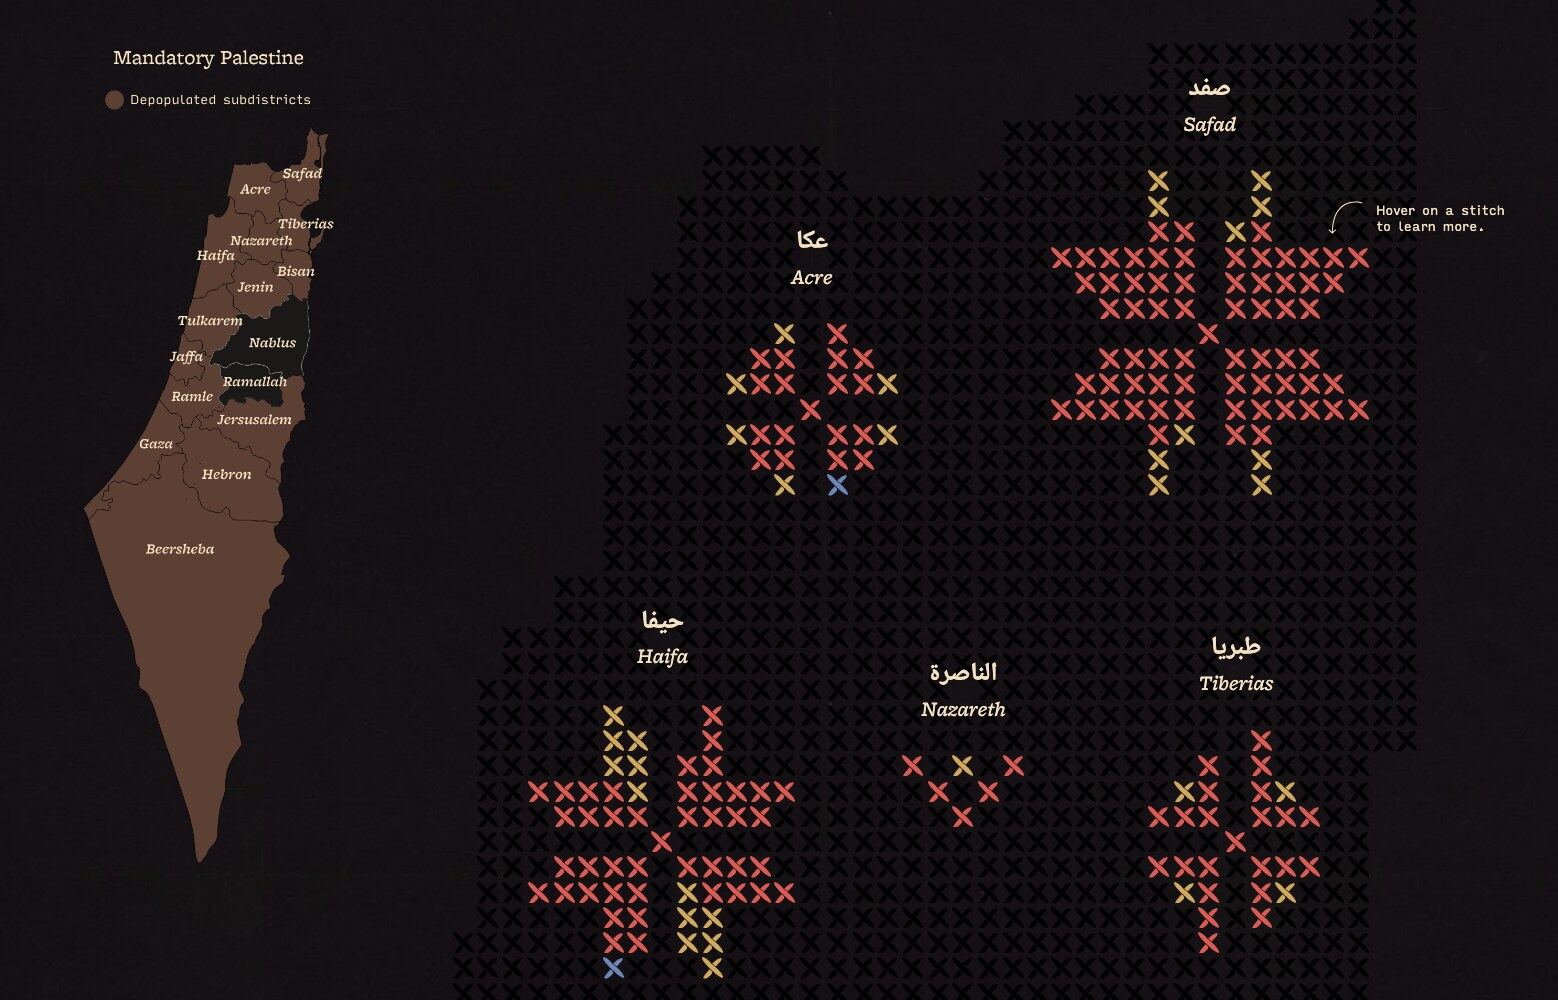 Mandatory Palestine
Depopulated subdistricts
Safad
Acre
Tiberias
Nazareth
Haifa
Bisan
Jenin
Tulkarem
Nablus
Jaffa
Ramallah
Ramle
Jersusalem
Gaza
Hebron
Beersheba
صفد
Safad
Hover on a stitch
to learn more.
عكا
Acre
حيفا
Haifa
الناصرة
Nazareth
طبريا
Tiberias